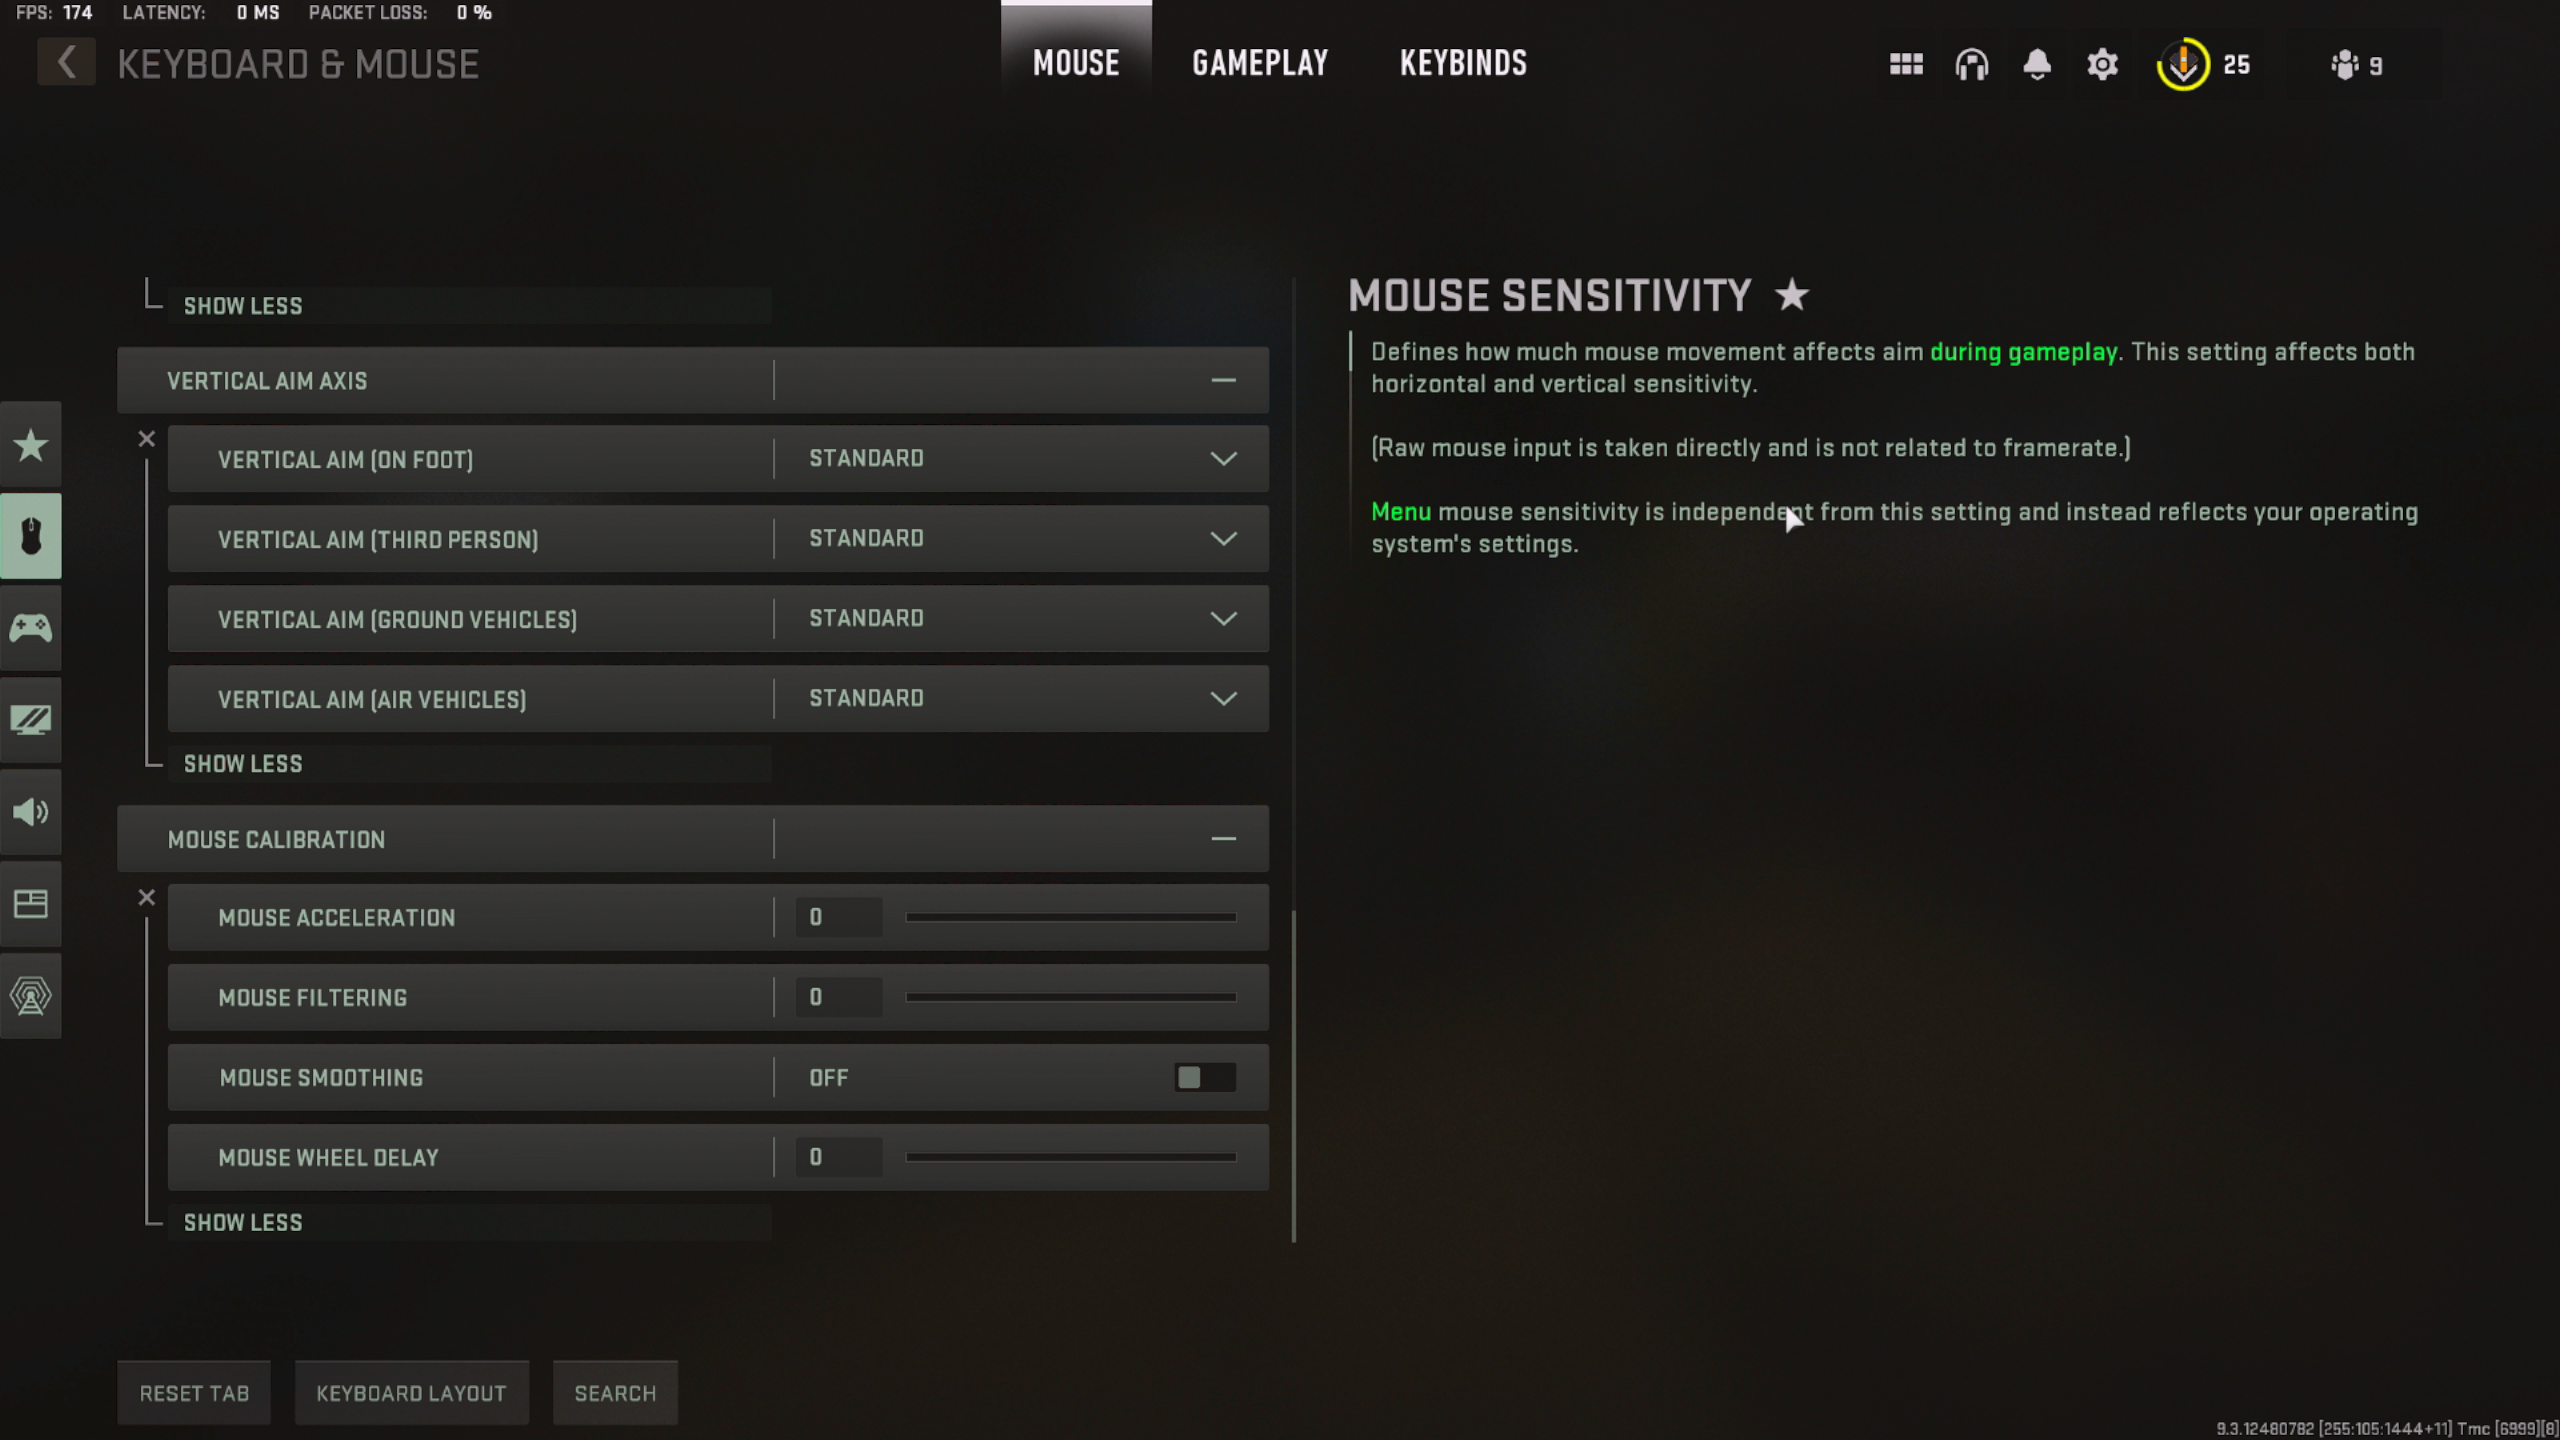 FPS: 174 LATENCY: 0 MS PACKET LOSS: 0 %
KEYBOARD & MOUSE
MOUSE GAMEPLAY KEYBINDS
25
9
SHOW LESS
VERTICAL AIM AXIS
VERTICAL AIM (ON FOOT) STANDARD
VERTICAL AIM (THIRD PERSON) STANDARD
VERTICAL AIM (GROUND VEHICLES) STANDARD
VERTICAL AIM (AIR VEHICLES) STANDARD
SHOW LESS
MOUSE CALIBRATION
MOUSE ACCELERATION 0
MOUSE FILTERING 0
MOUSE SMOOTHING OFF
MOUSE WHEEL DELAY 0
SHOW LESS
MOUSE SENSITIVITY
Defines how much mouse movement affects aim during gameplay. This setting affects both
horizontal and vertical sensitivity.
(Raw mouse input is taken directly and is not related to framerate.)
Menu mouse sensitivity is independent from this setting and instead reflects your operating
system's settings.
RESET TAB KEYBOARD LAYOUT SEARCH
9.3.12480782 [255:105:1444+11] Tmc [6999][8]